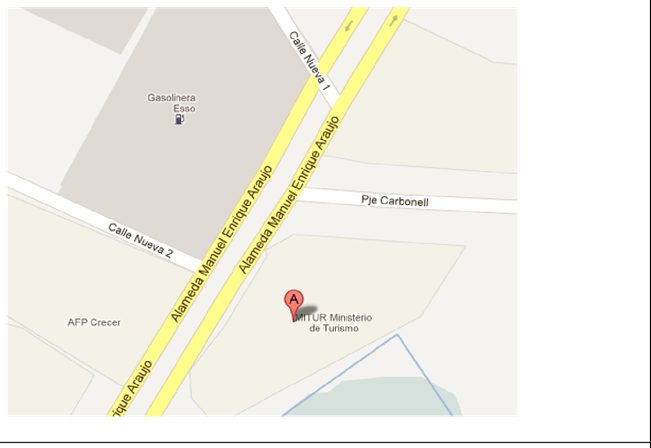 Calle Nueva 1
Gasolinera
Esso
Alameda Manuel Enrique Araujo
Alameda Manuel Enrique Araujo
Pje Carbonell
Calle Nueva 2
A
MITUR Ministerio
de Turismo
AFP Crecer
rique Araujo